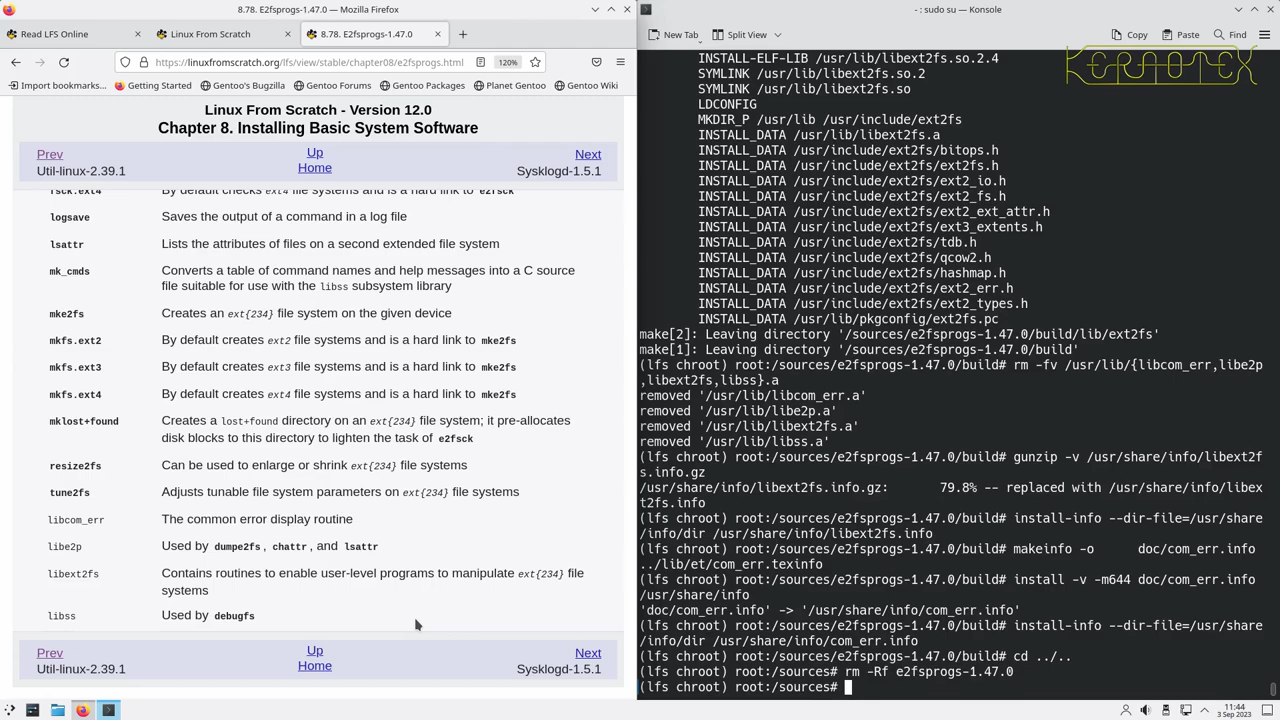 8.78. E2fsprogs-1.47.0 — Mozilla Firefox
Read LFS Online
Linux From Scratch
8.78. E2fsprogs-1.47.0
https://linuxfromscratch.org/lfs/view/stable/chapter08/e2fsprogs.html
120%
Import bookmarks...
Getting Started
Gentoo's Bugzilla
Gentoo Forums
Gentoo Packages
Planet Gentoo
Gentoo Wiki
Linux From Scratch - Version 12.0
Chapter 8. Installing Basic System Software
Prev
Up
Next
Util-linux-2.39.1
Home
Sysklogd-1.5.1
fsck.ext4 By default checks ext4 file systems and is a hard link to e2fsck
logsave Saves the output of a command in a log file
lsattr Lists the attributes of files on a second extended file system
mk_cmds Converts a table of command names and help messages into a C source
file suitable for use with the libss subsystem library
mke2fs Creates an ext{234} file system on the given device
mkfs.ext2 By default creates ext2 file systems and is a hard link to mke2fs
mkfs.ext3 By default creates ext3 file systems and is a hard link to mke2fs
mkfs.ext4 By default creates ext4 file systems and is a hard link to mke2fs
mklost+found Creates a lost+found directory on an ext{234} file system; it pre-allocates
disk blocks to this directory to lighten the task of e2fsck
resize2fs Can be used to enlarge or shrink ext{234} file systems
tune2fs Adjusts tunable file system parameters on ext{234} file systems
libcom_err The common error display routine
libe2p Used by dumpe2fs, chattr, and lsattr
libext2fs Contains routines to enable user-level programs to manipulate ext{234} file
systems
libss Used by debugfs
Prev
Up
Next
Util-linux-2.39.1
Home
Sysklogd-1.5.1
- : sudo su — Konsole
New Tab
Split View
Copy
Paste
Find
KERNOTEX
INSTALL-ELF-LIB /usr/lib/libext2fs.so.2.4
SYMLINK /usr/lib/libext2fs.so.2
SYMLINK /usr/lib/libext2fs.so
LDCONFIG
MKDIR_P /usr/lib /usr/include/ext2fs
INSTALL_DATA /usr/lib/libext2fs.a
INSTALL_DATA /usr/include/ext2fs/bitops.h
INSTALL_DATA /usr/include/ext2fs/ext2fs.h
INSTALL_DATA /usr/include/ext2fs/ext2_io.h
INSTALL_DATA /usr/include/ext2fs/ext2_fs.h
INSTALL_DATA /usr/include/ext2fs/ext2_ext_attr.h
INSTALL_DATA /usr/include/ext2fs/ext3_extents.h
INSTALL_DATA /usr/include/ext2fs/tdb.h
INSTALL_DATA /usr/include/ext2fs/qcow2.h
INSTALL_DATA /usr/include/ext2fs/hashmap.h
INSTALL_DATA /usr/include/ext2fs/ext2_err.h
INSTALL_DATA /usr/include/ext2fs/ext2_types.h
INSTALL_DATA /usr/lib/pkgconfig/ext2fs.pc
make[2]: Leaving directory '/sources/e2fsprogs-1.47.0/build/lib/ext2fs'
make[1]: Leaving directory '/sources/e2fsprogs-1.47.0/build'
(lfs chroot) root:/sources/e2fsprogs-1.47.0/build# rm -fv /usr/lib/{libcom_err,libe2p
,libext2fs,libss}.a
removed '/usr/lib/libcom_err.a'
removed '/usr/lib/libe2p.a'
removed '/usr/lib/libext2fs.a'
removed '/usr/lib/libss.a'
(lfs chroot) root:/sources/e2fsprogs-1.47.0/build# gunzip -v /usr/share/info/libext2f
s.info.gz
/usr/share/info/libext2fs.info.gz: 79.8% -- replaced with /usr/share/info/libex
t2fs.info
(lfs chroot) root:/sources/e2fsprogs-1.47.0/build# install-info --dir-file=/usr/share
/info/dir /usr/share/info/libext2fs.info
(lfs chroot) root:/sources/e2fsprogs-1.47.0/build# makeinfo -o doc/com_err.info
../lib/et/com_err.texinfo
(lfs chroot) root:/sources/e2fsprogs-1.47.0/build# install -v -m644 doc/com_err.info
/usr/share/info
'doc/com_err.info' -> '/usr/share/info/com_err.info'
(lfs chroot) root:/sources/e2fsprogs-1.47.0/build# install-info --dir-file=/usr/share
/info/dir /usr/share/info/com_err.info
(lfs chroot) root:/sources/e2fsprogs-1.47.0/build# cd ../..
(lfs chroot) root:/sources# rm -Rf e2fsprogs-1.47.0
(lfs chroot) root:/sources#
11:44
3 Sep 2023